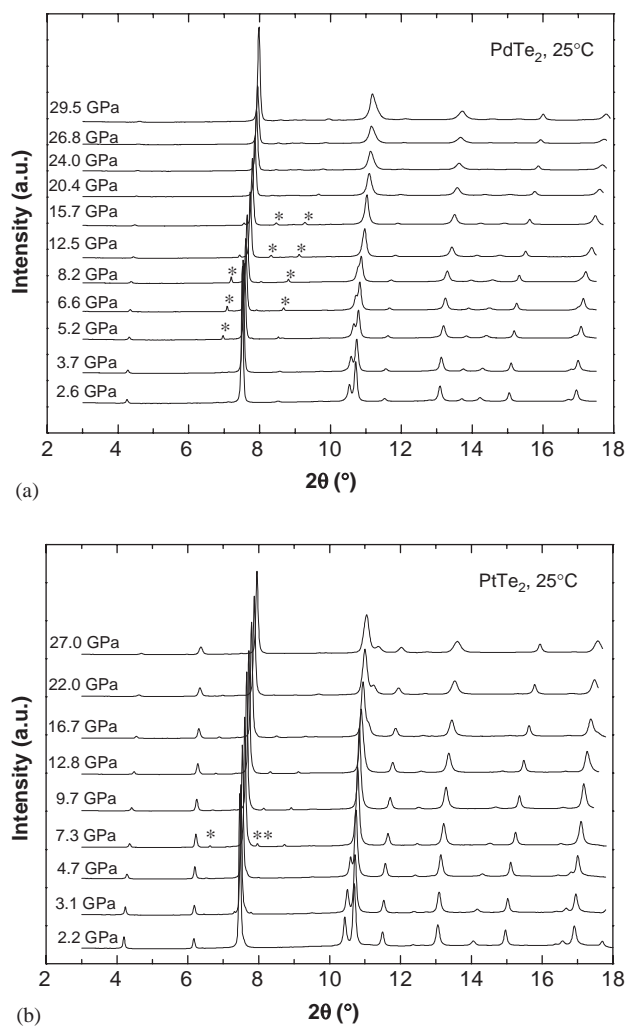 PdTe2, 25°C
Intensity (a.u.)
29.5 GPa
26.8 GPa
24.0 GPa
20.4 GPa
15.7 GPa
* *
12.5 GPa
* *
8.2 GPa
* *
6.6 GPa
* *
5.2 GPa
*
3.7 GPa
2.6 GPa
2 4 6 8 10 12 14 16 18
2θ (°)
(a)
PtTe2, 25°C
Intensity (a.u.)
27.0 GPa
22.0 GPa
16.7 GPa
12.8 GPa
9.7 GPa
7.3 GPa
* **
4.7 GPa
3.1 GPa
2.2 GPa
2 4 6 8 10 12 14 16 18
2θ (°)
(b)